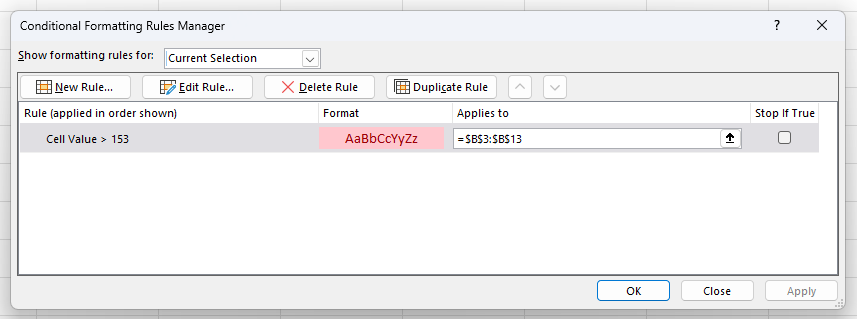 Conditional Formatting Rules Manager
?
Show formatting rules for: Current Selection
New Rule... Edit Rule... Delete Rule Duplicate Rule
Rule (applied in order shown) Format Applies to Stop If True
Cell Value > 153 AaBbCcYyZz =$B$3:$B$13
OK Close Apply